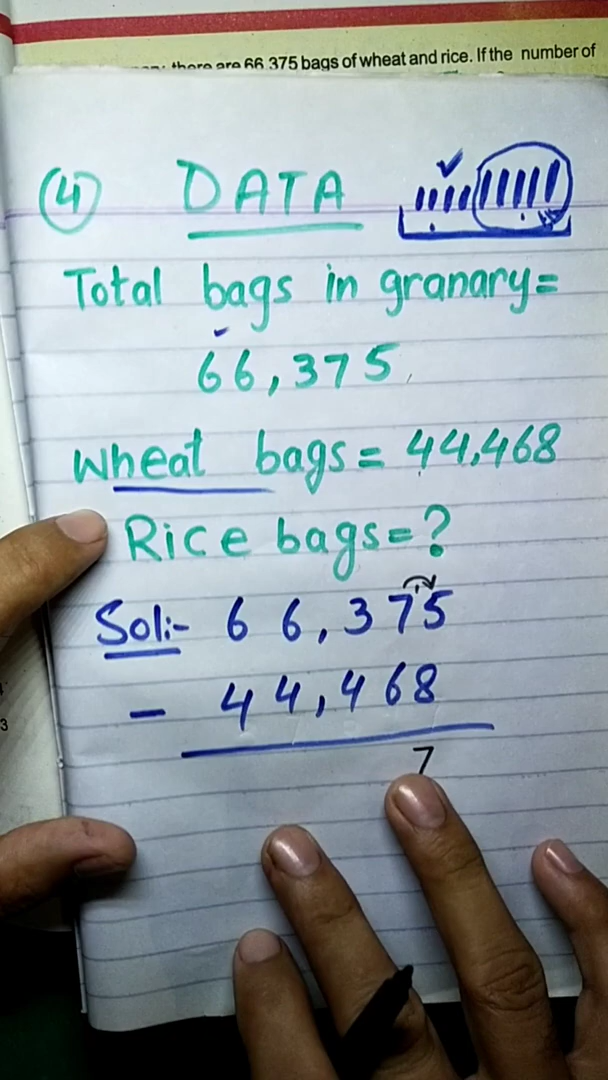 there are 66 375 bags of wheat and rice. If the number of
(4) DATA
Total bags in granary=
66,375
Wheat bags = 44,468
Rice bags=?
Sol:- 66,375
- 44,468
7
3